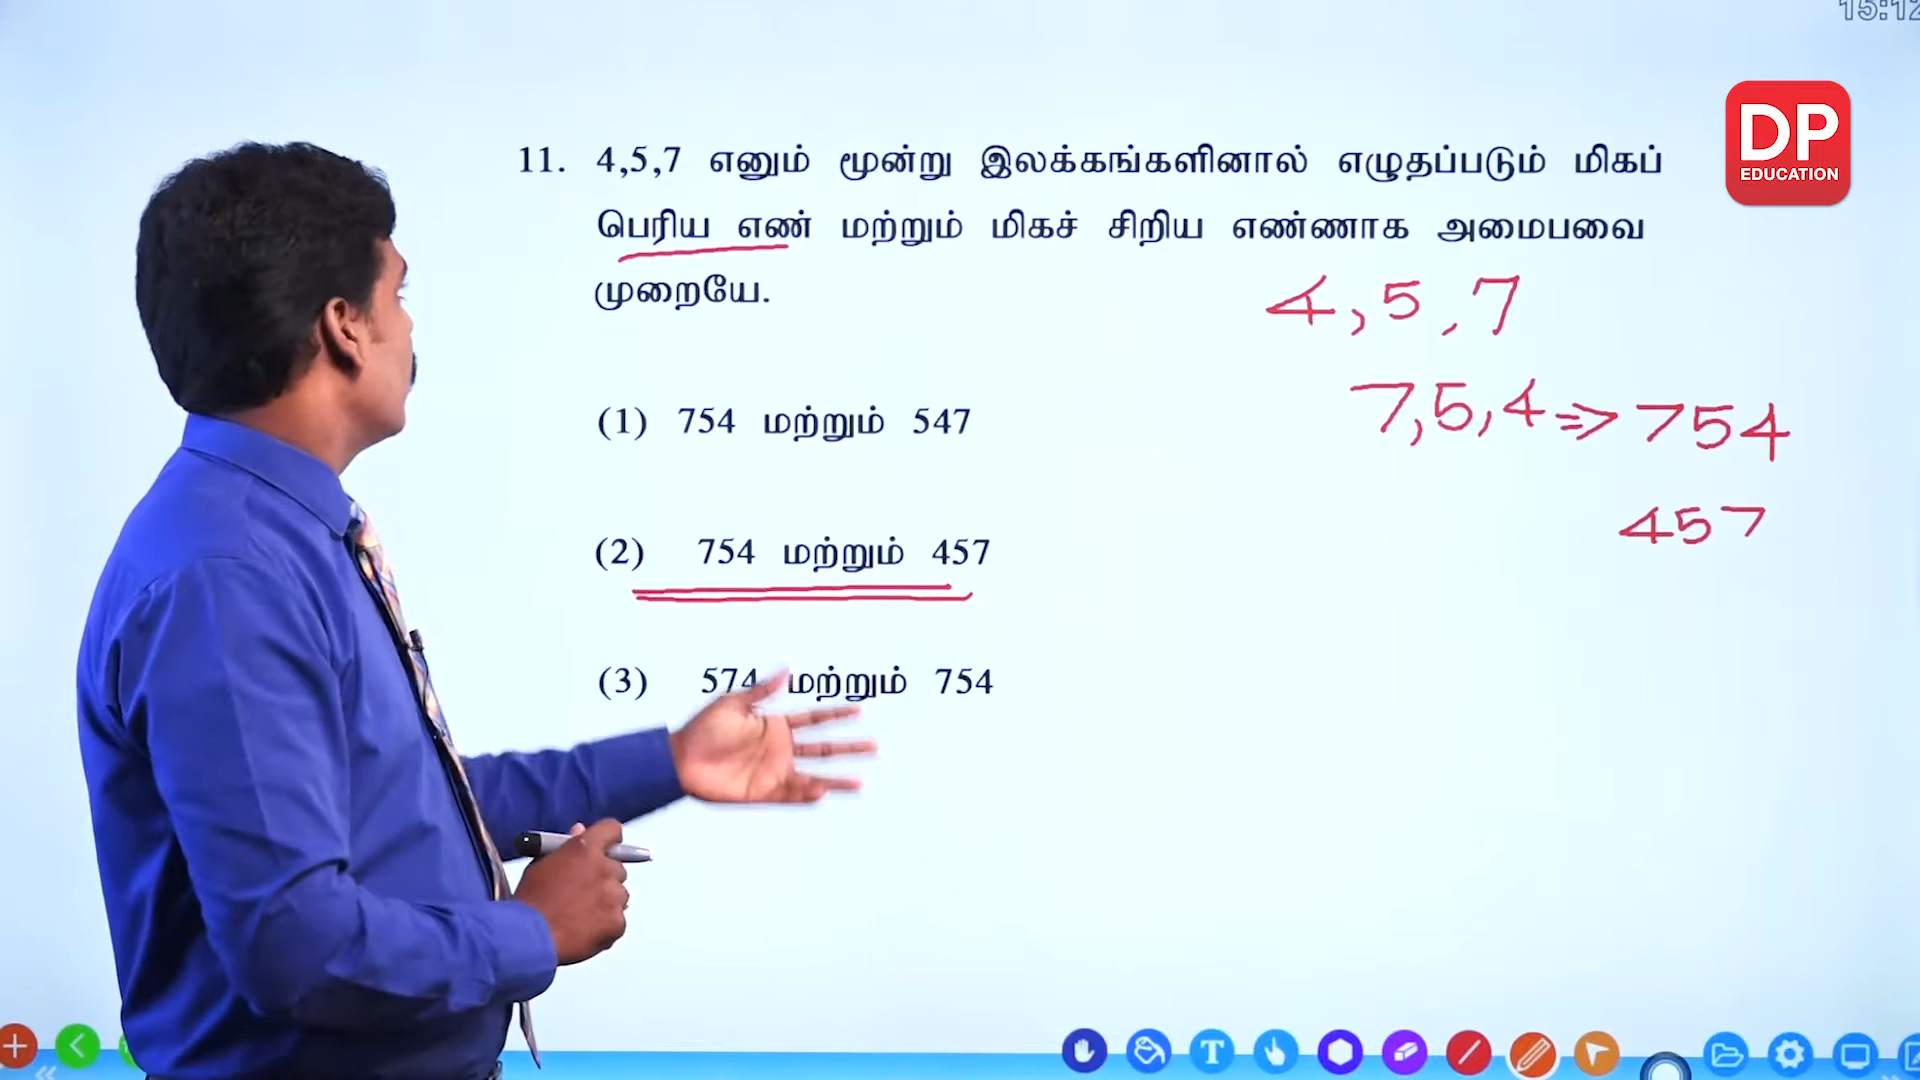 15:12
DP
EDUCATION
11. 4,5,7 எனும் மூன்று இலக்கங்களினால் எழுதப்படும் மிகப்
பெரிய எண் மற்றும் மிகச் சிறிய எண்ணாக அமைபவை
முறையே.
4, 5, 7
7, 5, 4 => 754
457
(1) 754 மற்றும் 547
(2) 754 மற்றும் 457
(3) 574 மற்றும் 754
T